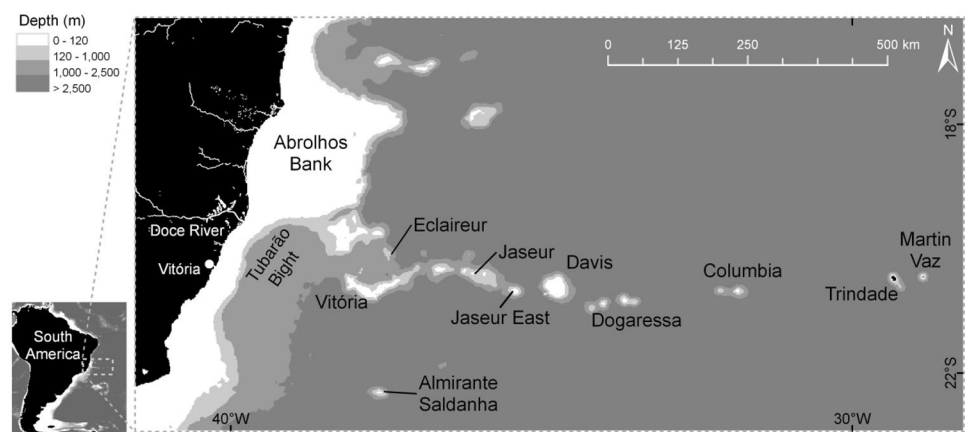 Depth (m)
0 - 120
120 - 1,000
1,000 - 2,500
> 2,500
0 125 250 500 km
N
18°S
Abrolhos
Bank
Doce River
Vitória
Tubarão
Bight
Eclaireur
Jaseur
Vitória
Jaseur East
Davis
Dogaressa
Columbia
Trindade
Martin
Vaz
Almirante
Saldanha
22°S
40°W
30°W
South
America